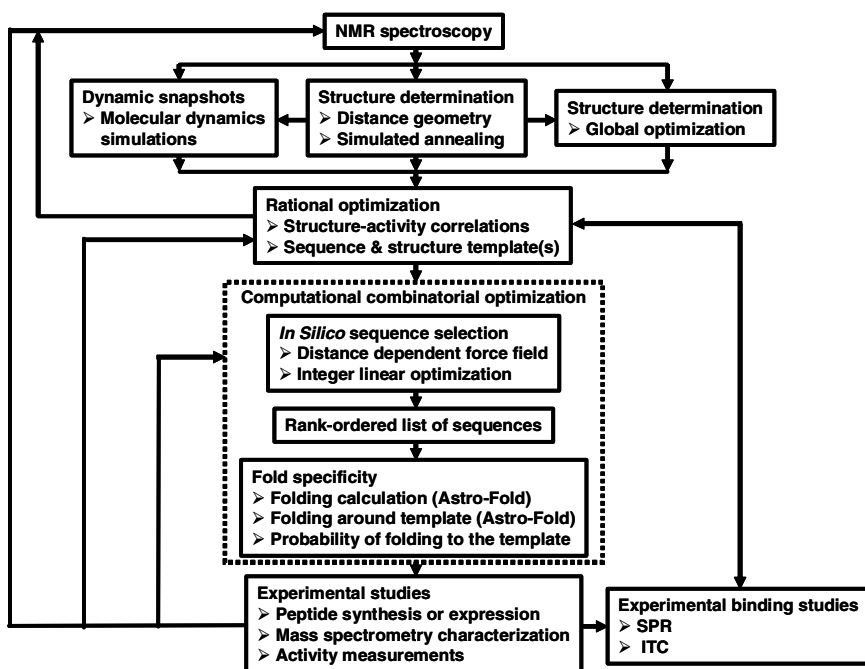 NMR spectroscopy
Dynamic snapshots
➢ Molecular dynamics
simulations
Structure determination
➢ Distance geometry
➢ Simulated annealing
Structure determination
➢ Global optimization
Rational optimization
➢ Structure-activity correlations
➢ Sequence & structure template(s)
Computational combinatorial optimization
In Silico sequence selection
➢ Distance dependent force field
➢ Integer linear optimization
Rank-ordered list of sequences
Fold specificity
➢ Folding calculation (Astro-Fold)
➢ Folding around template (Astro-Fold)
➢ Probability of folding to the template
Experimental studies
➢ Peptide synthesis or expression
➢ Mass spectrometry characterization
➢ Activity measurements
Experimental binding studies
➢ SPR
➢ ITC